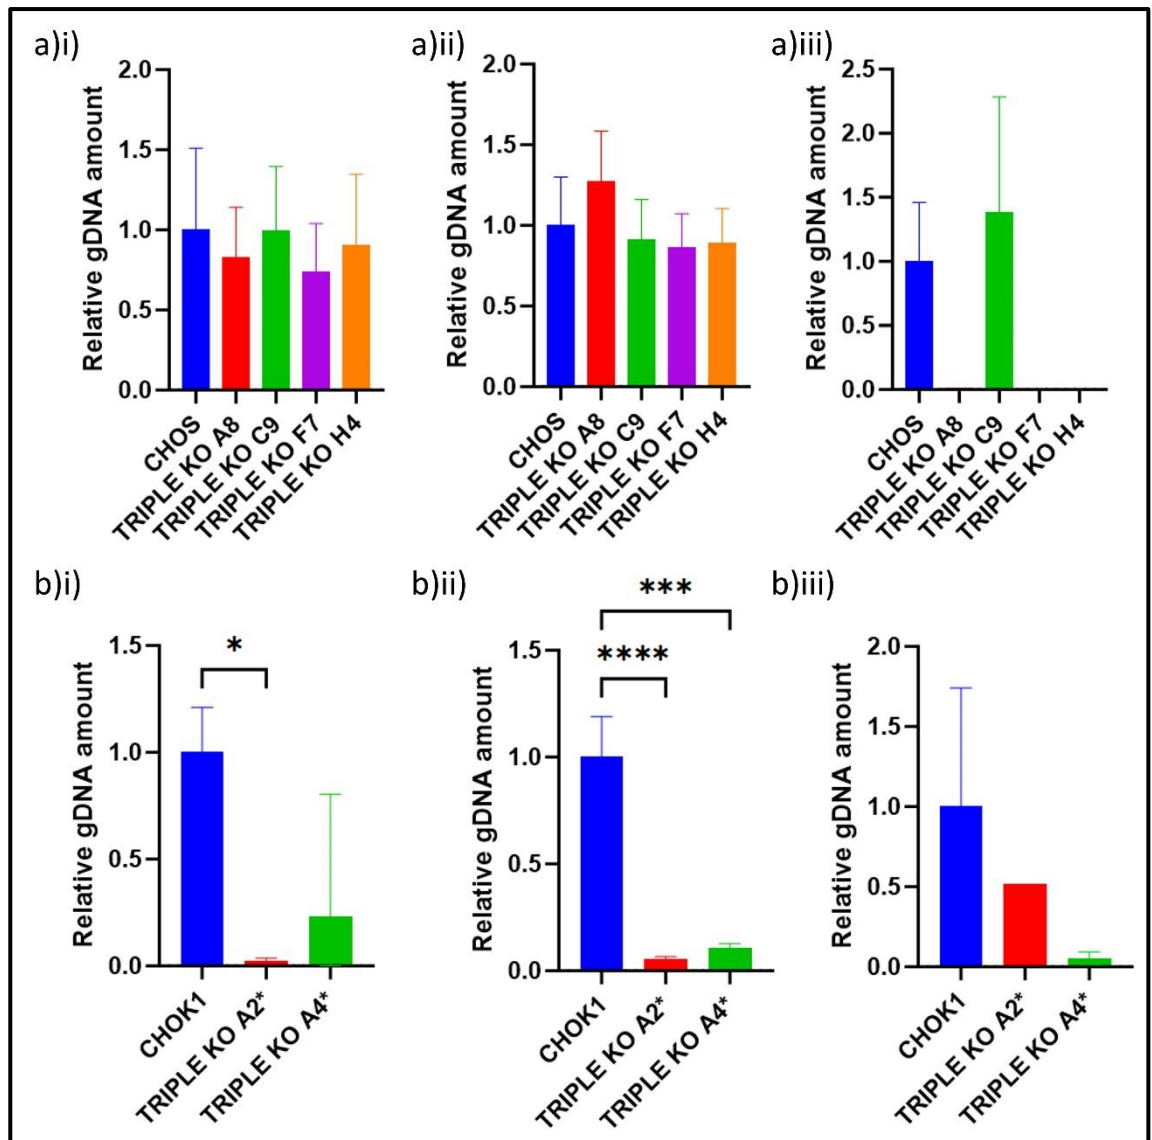 a)i)
a)ii)
a)iii)
Relative gDNA amount
2.0
1.5
1.0
0.5
0.0
CHOS
TRIPLE KO A8
TRIPLE KO C9
TRIPLE KO F7
TRIPLE KO H4
Relative gDNA amount
2.0
1.5
1.0
0.5
0.0
CHOS
TRIPLE KO A8
TRIPLE KO C9
TRIPLE KO F7
TRIPLE KO H4
Relative gDNA amount
2.5
2.0
1.5
1.0
0.5
0.0
CHOS
TRIPLE KO A8
TRIPLE KO C9
TRIPLE KO F7
TRIPLE KO H4
b)i)
b)ii)
b)iii)
Relative gDNA amount
1.5
1.0
0.5
0.0
*
CHOK1
TRIPLE KO A2*
TRIPLE KO A4*
Relative gDNA amount
1.5
1.0
0.5
0.0
***
****
CHOK1
TRIPLE KO A2*
TRIPLE KO A4*
Relative gDNA amount
2.0
1.5
1.0
0.5
0.0
CHOK1
TRIPLE KO A2*
TRIPLE KO A4*